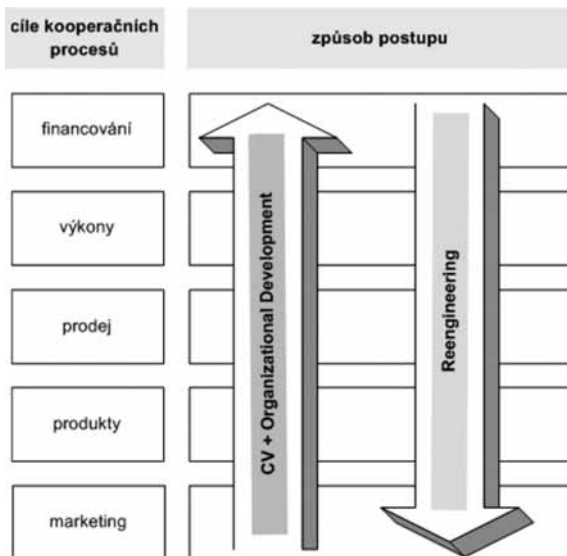 cíle kooperačních
procesů
způsob postupu
financování
výkony
prodej
produkty
marketing
CV + Organizational Development
Reengineering